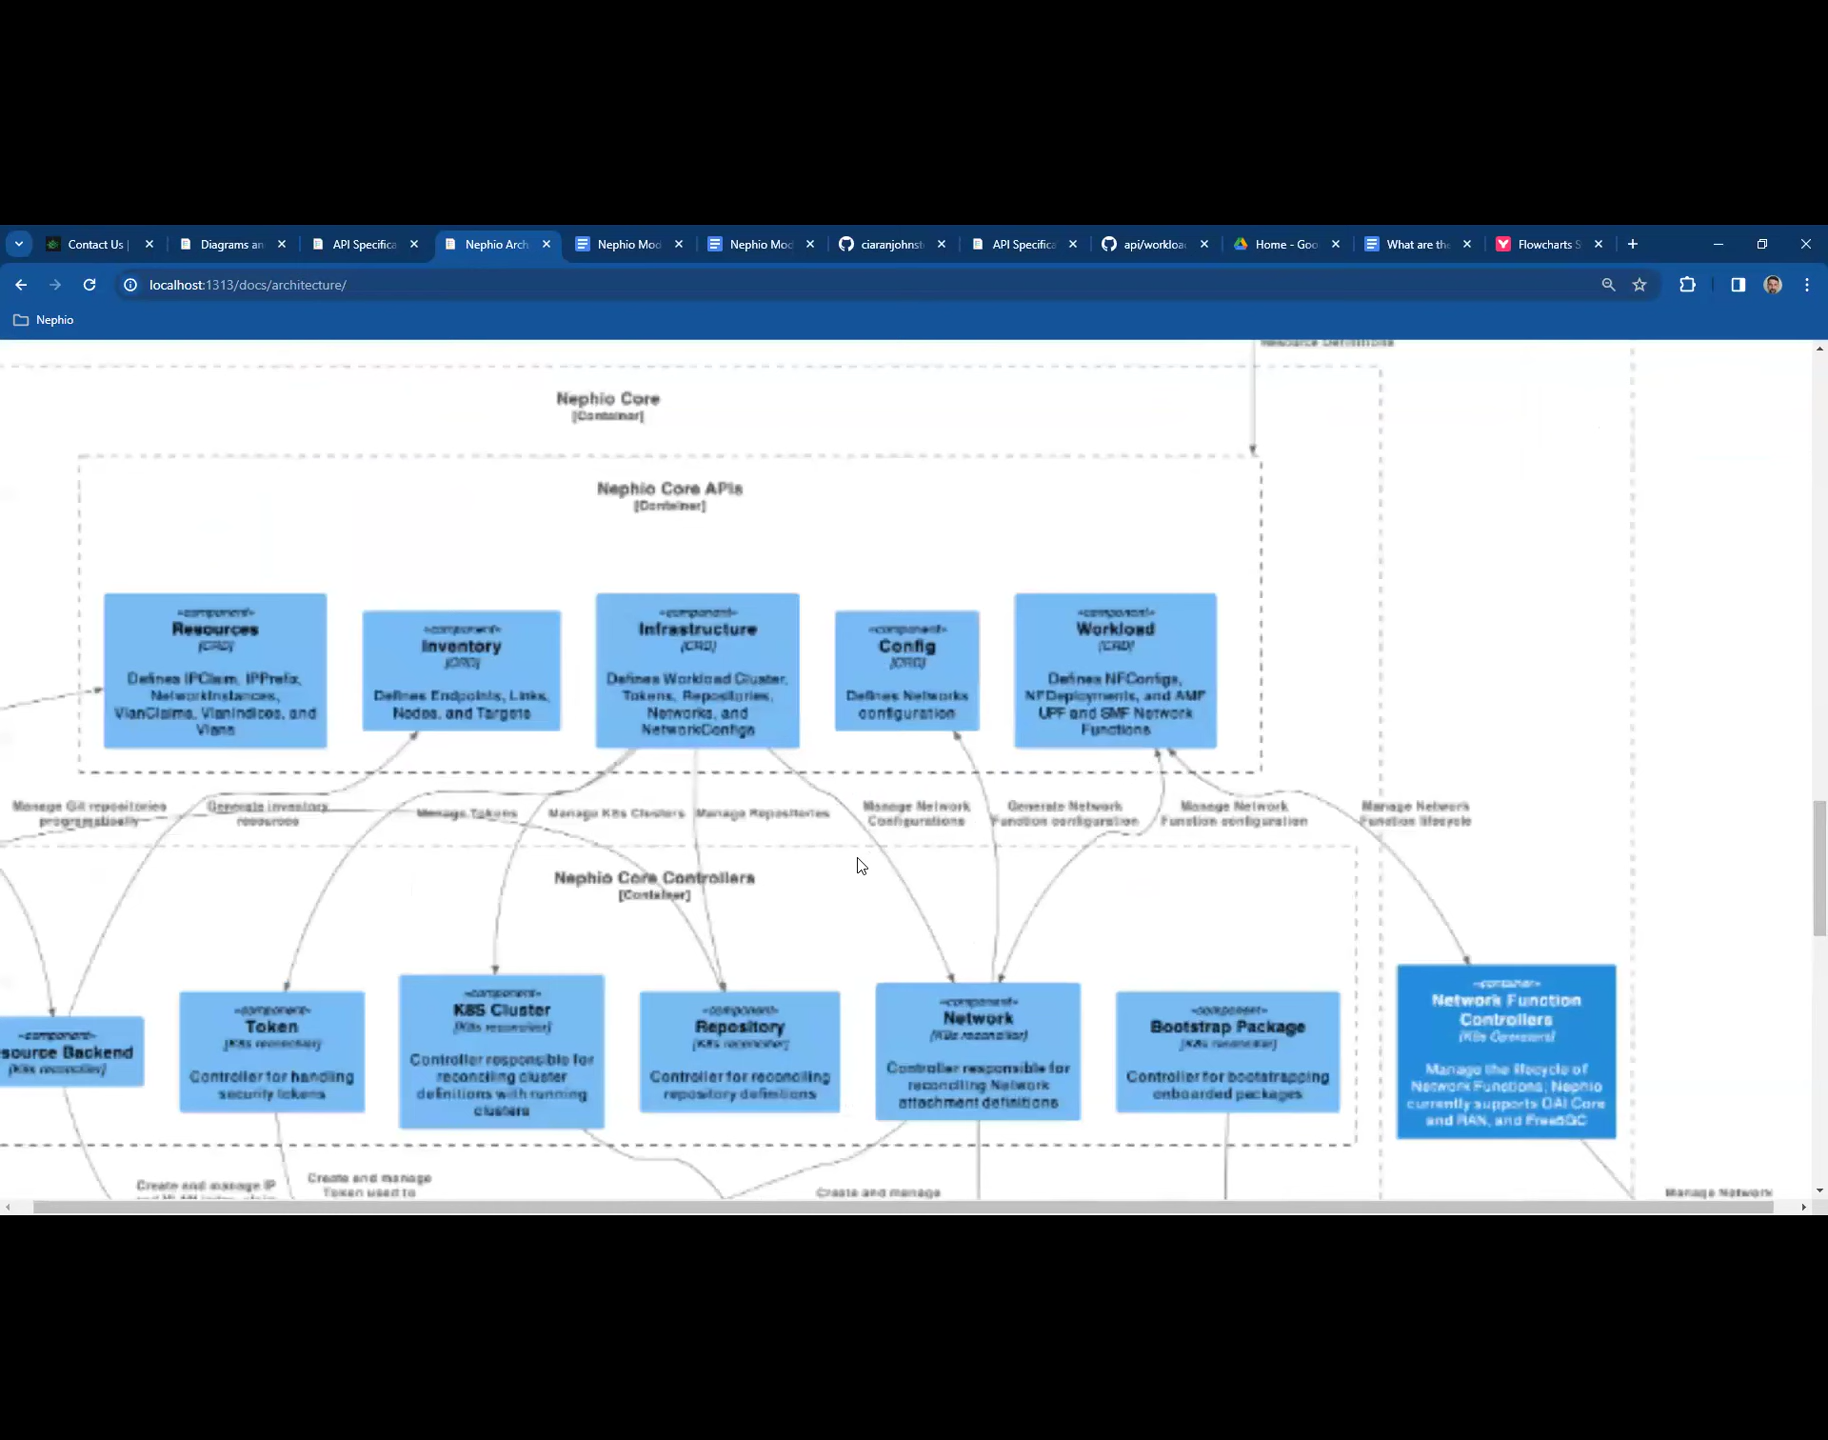 Contact Us |
Diagrams an
API Specifica
Nephio Arch
Nephio Mod
Nephio Mod
ciaranjohnst
API Specifica
api/workloa
Home - Goo
What are the
Flowcharts S
localhost:1313/docs/architecture/
Nephio
Resource Definitions
Nephio Core
[Container]
Nephio Core APIs
[Container]
«component»
Resources
[CRD]
Defines IPClaim, IPPrefix,
NetworkInstances,
VlanClaims, VlanIndices, and
Vlans
«component»
Inventory
[CRD]
Defines Endpoints, Links,
Nodes, and Targets
«component»
Infrastructure
[CRD]
Defines Workload Cluster,
Tokens, Repositories,
Networks, and
NetworkConfigs
«component»
Config
[CRD]
Defines Networks
configuration
«component»
Workload
[CRD]
Defines NFConfigs,
NFDeployments, and AMF
UPF and SMF Network
Functions
Manage Git repositories
programatically
Generate inventory
resources
Manage Tokens
Manage K8s Clusters
Manage Repositories
Manage Network
Configurations
Generate Network
Function configuration
Manage Network
Function configuration
Manage Network
Function lifecycle
Nephio Core Controllers
[Container]
«component»
source Backend
[K8s reconciler]
«component»
Token
[K8s reconciler]
Controller for handling
security tokens
«component»
K8S Cluster
[K8s reconciler]
Controller responsible for
reconciling cluster
definitions with running
clusters
«component»
Repository
[K8s reconciler]
Controller for reconciling
repository definitions
«component»
Network
[K8s reconciler]
Controller responsible for
reconciling Network
attachment definitions
«component»
Bootstrap Package
[K8s reconciler]
Controller for bootstrapping
onboarded packages
«container»
Network Function
Controllers
[K8s Operators]
Manage the lifecycle of
Network Functions; Nephio
currently supports OAI Core
and RAN, and Free5GC
Create and manage IP
Create and manage
Token used to
Create and manage
Manage Network